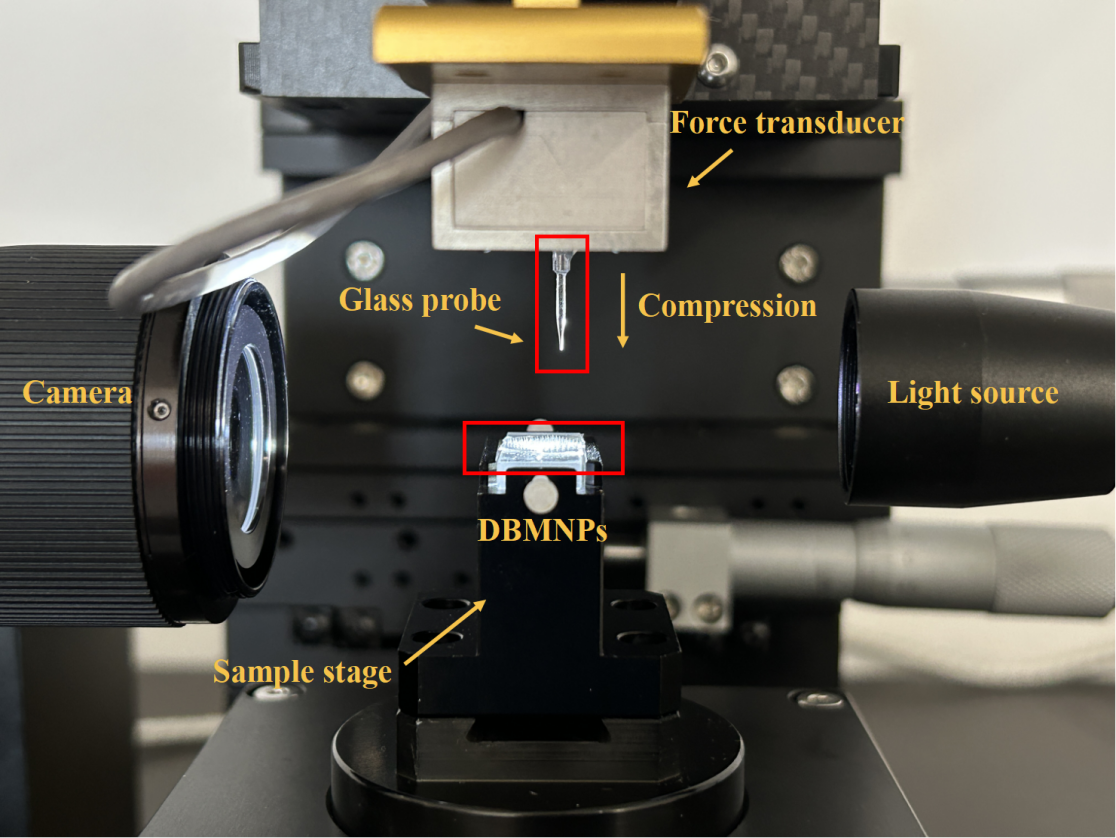 Force transducer
Glass probe
Compression
Camera
Light source
DBMNPs
Sample stage